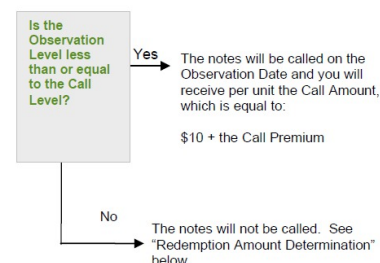 Is the
Observation
Level less
than or equal
to the Call
Level?
Yes
The notes will be called on the
Observation Date and you will
receive per unit the Call Amount,
which is equal to:
$10 + the Call Premium
No
The notes will not be called. See
“Redemption Amount Determination”
below